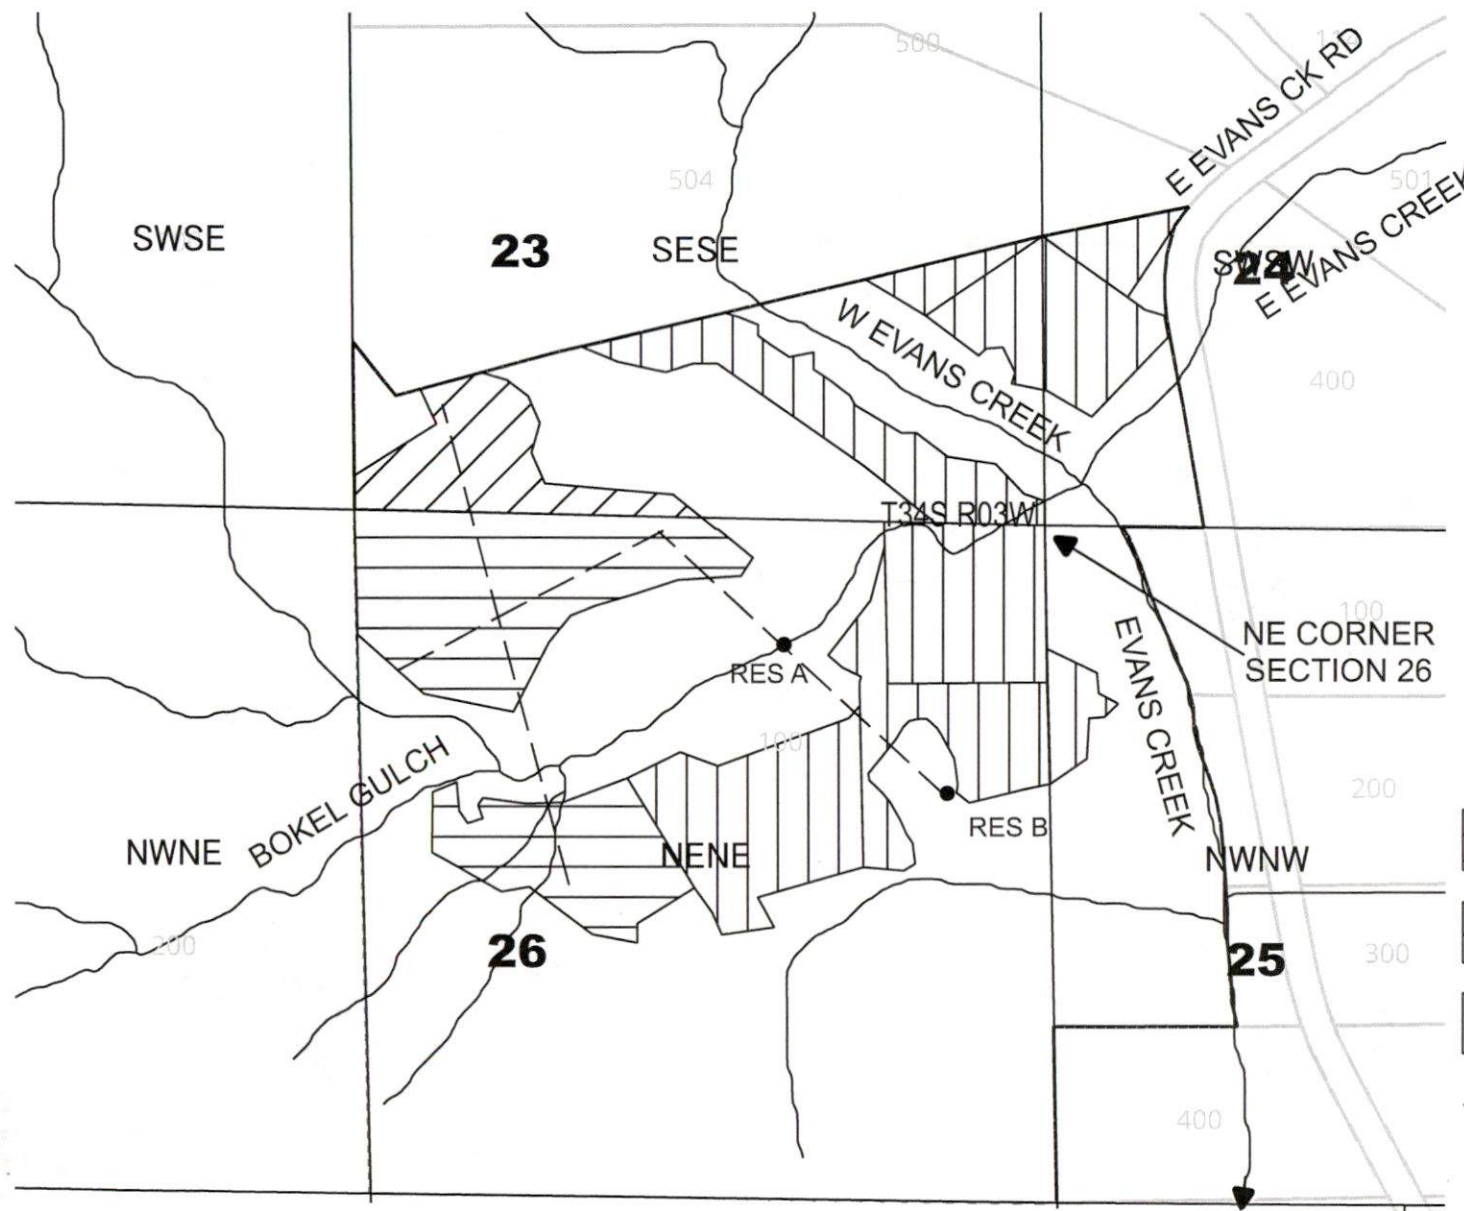 500
E EVANS CK RD
504
501
SWSE
23
SESE
SWSW
24
E EVANS CREEK
W EVANS CREEK
400
T34S R03W
100
NE CORNER
SECTION 26
EVANS CREEK
RES A
100
BOKEL GULCH
200
RES B
NWNE
NENE
NWNW
200
26
25
300
400